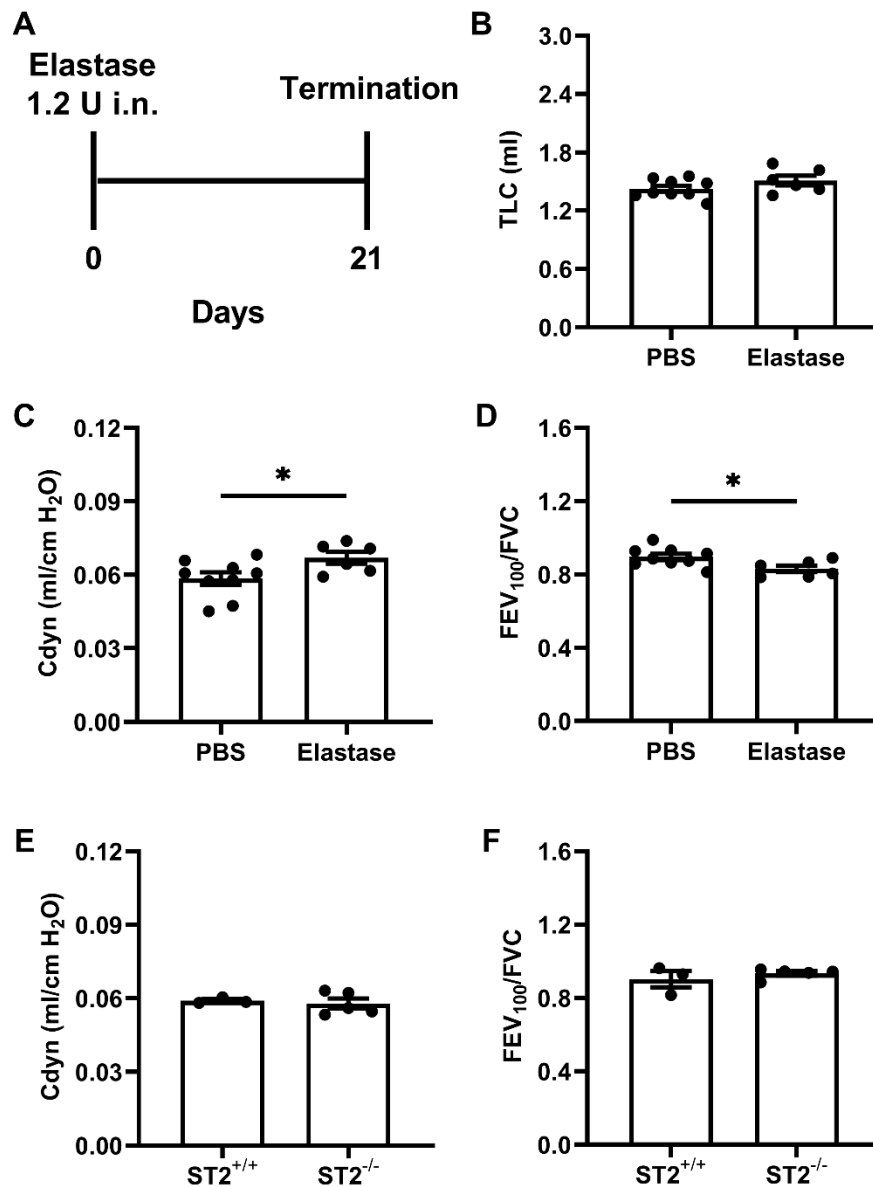 A
Elastase
1.2 U i.n.
Termination
0
21
Days
B
TLC (ml)
3.0
2.4
1.8
1.2
0.6
0.0
PBS
Elastase
C
Cdyn (ml/cm H₂O)
0.12
0.09
0.06
0.03
0.00
*
PBS
Elastase
D
FEV₁₀₀/FVC
1.6
1.2
0.8
0.4
0.0
*
PBS
Elastase
E
Cdyn (ml/cm H₂O)
0.12
0.09
0.06
0.03
0.00
ST2⁺/⁺
ST2⁻/⁻
F
FEV₁₀₀/FVC
1.6
1.2
0.8
0.4
0.0
ST2⁺/⁺
ST2⁻/⁻